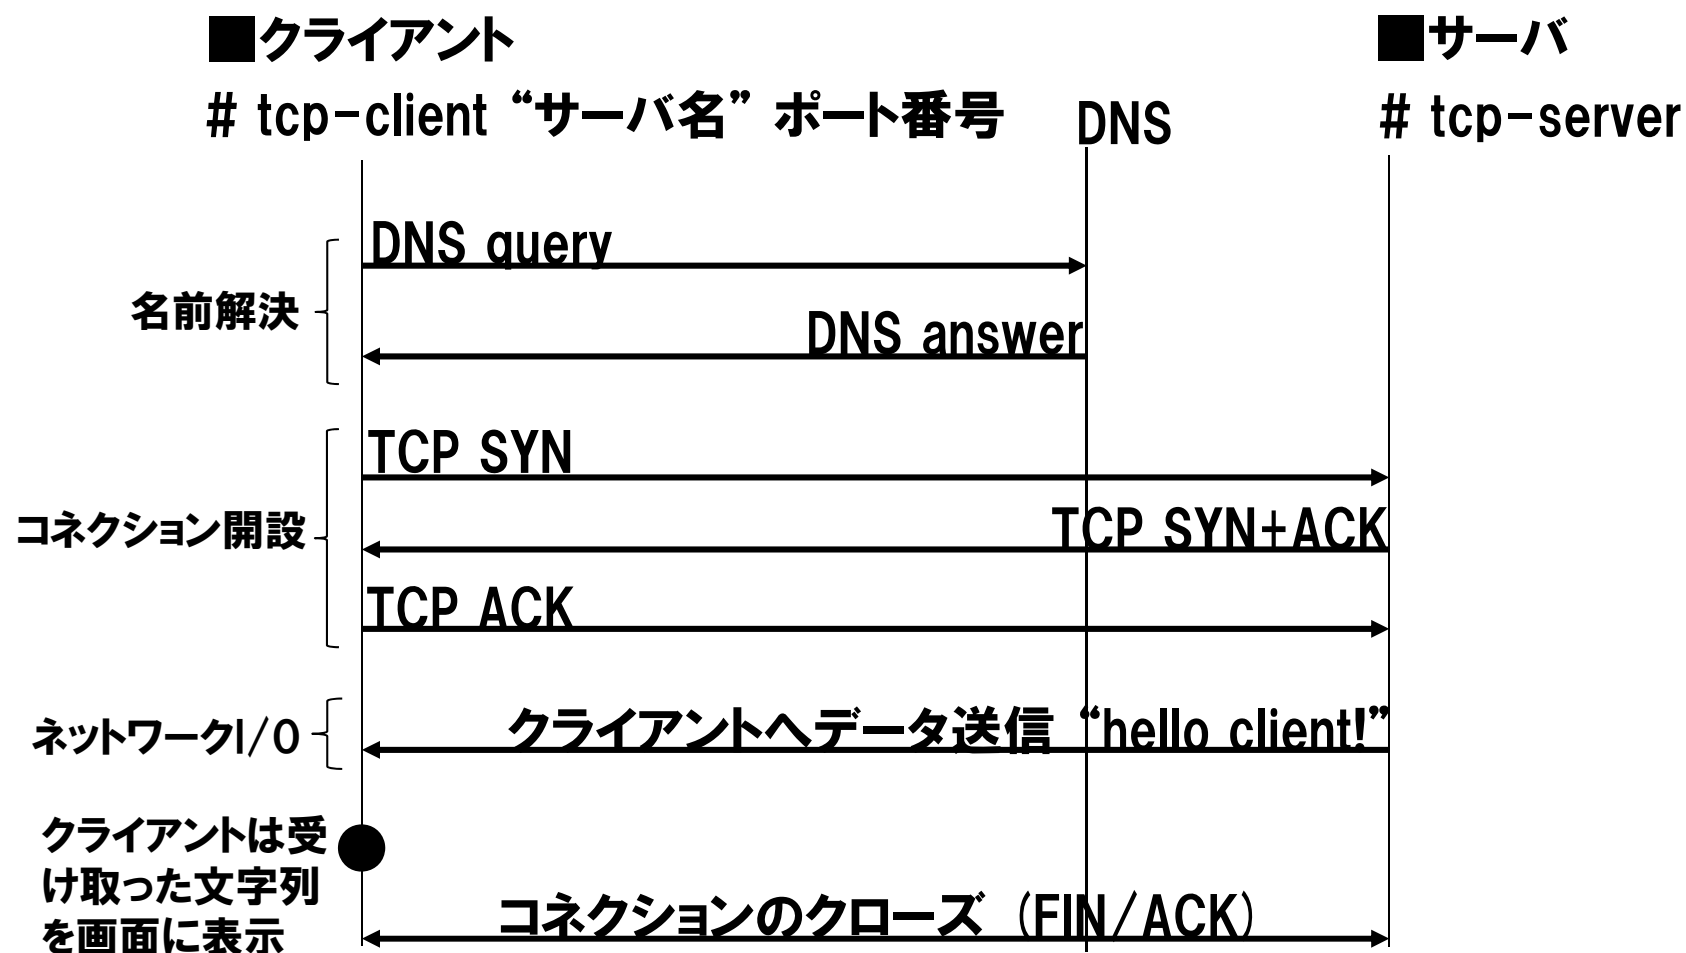 ■クライアント
■サーバ
# tcp-client “サーバ名” ポート番号
DNS
# tcp-server
DNS query
名前解決
DNS answer
TCP SYN
コネクション開設
TCP SYN+ACK
TCP ACK
ネットワークI/O
クライアントへデータ送信 “hello client!”
クライアントは受
け取った文字列
を画面に表示
コネクションのクローズ (FIN/ACK)